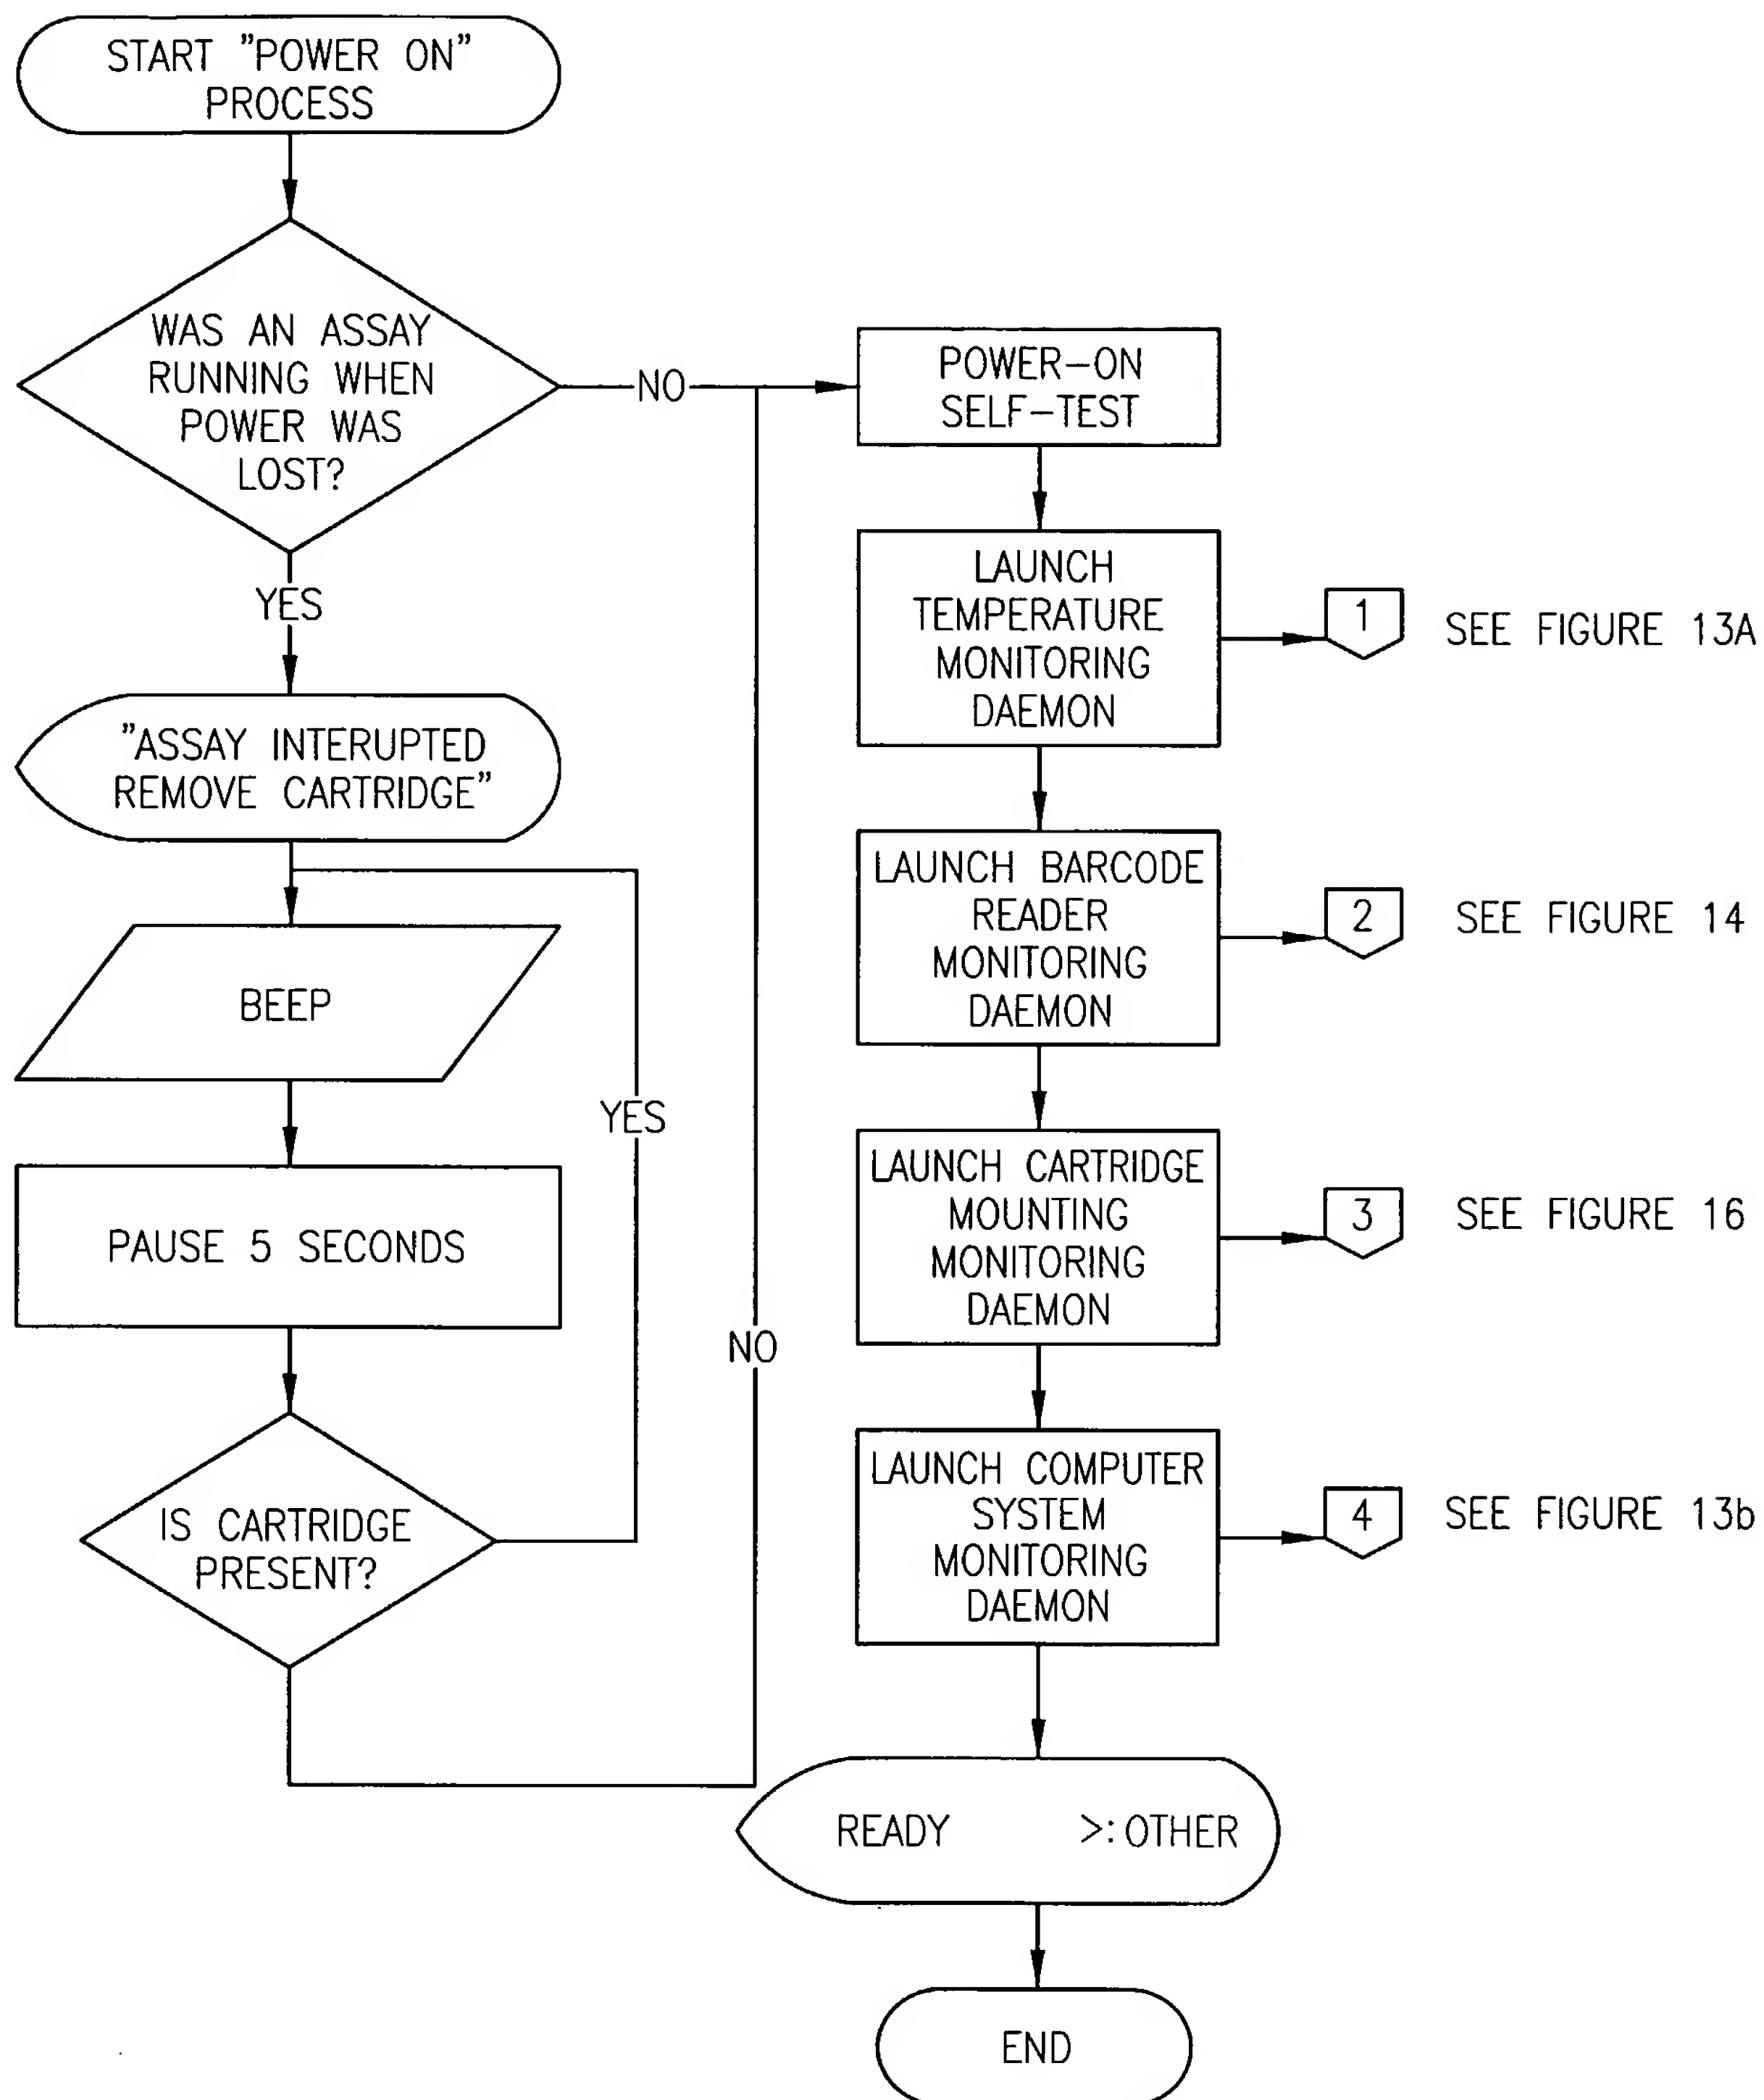 START "POWER ON"
PROCESS
WAS AN ASSAY
RUNNING WHEN
POWER WAS
LOST?
NO
YES
"ASSAY INTERUPTED
REMOVE CARTRIDGE"
BEEP
YES
PAUSE 5 SECONDS
IS CARTRIDGE
PRESENT?
NO
POWER-ON
SELF-TEST
LAUNCH
TEMPERATURE
MONITORING
DAEMON
1
SEE FIGURE 13A
LAUNCH BARCODE
READER
MONITORING
DAEMON
2
SEE FIGURE 14
LAUNCH CARTRIDGE
MOUNTING
MONITORING
DAEMON
3
SEE FIGURE 16
LAUNCH COMPUTER
SYSTEM
MONITORING
DAEMON
4
SEE FIGURE 13b
READY >:OTHER
END